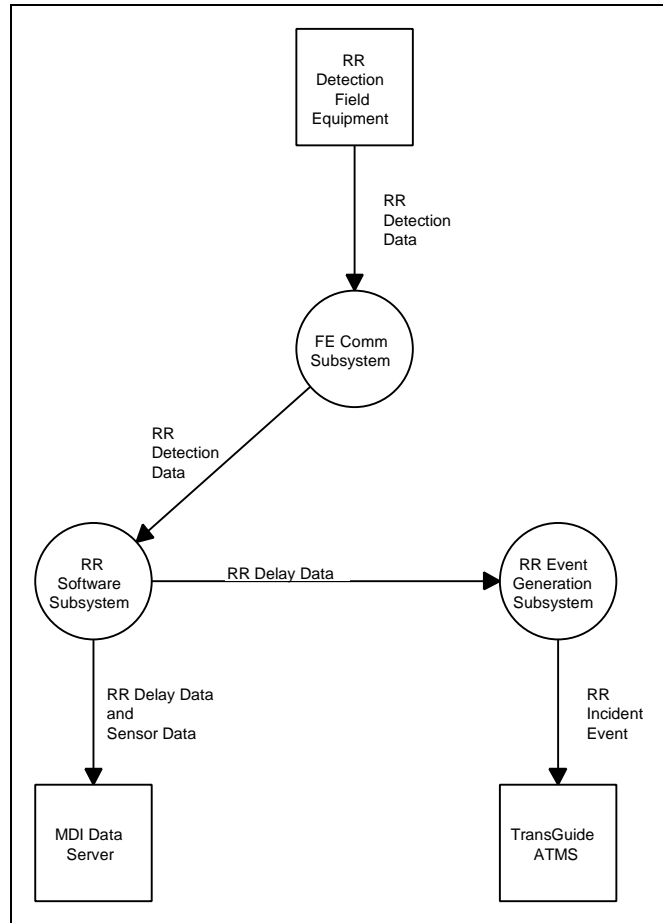 RR
Detection
Field
Equipment
RR
Detection
Data
FE Comm
Subsystem
RR
Detection
Data
RR
Software
Subsystem
RR Delay Data
RR Event
Generation
Subsystem
RR Delay Data
and
Sensor Data
RR
Incident
Event
MDI Data
Server
TransGuide
ATMS